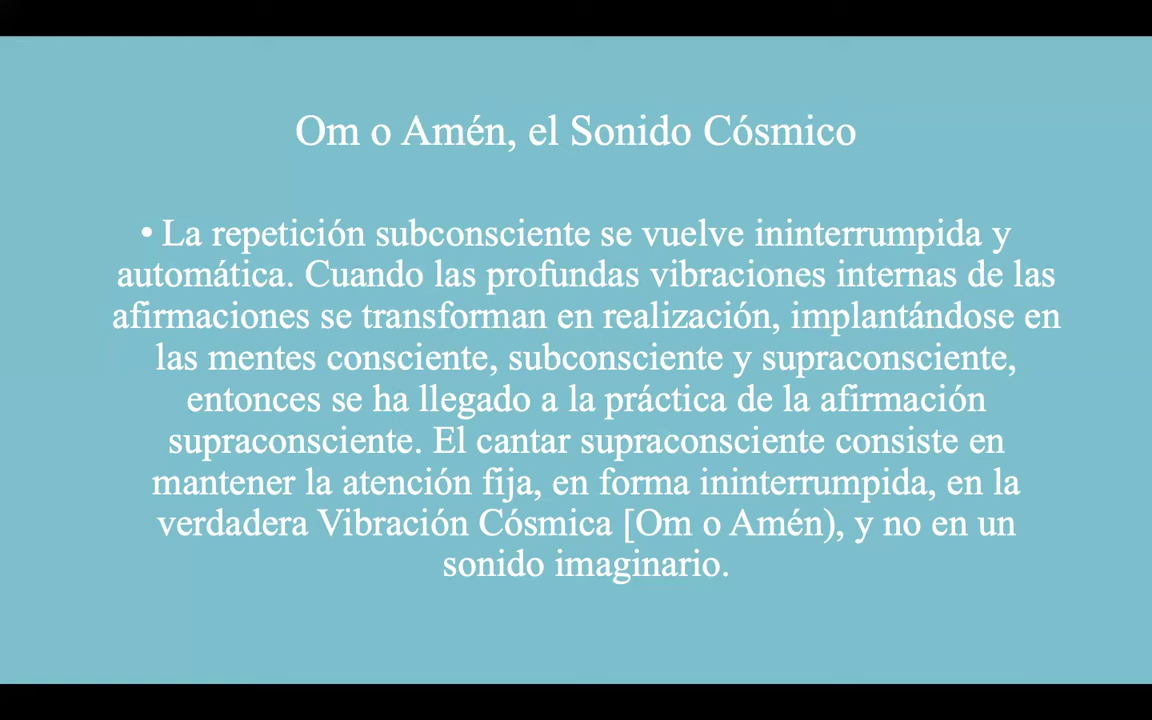 Om o Amén, el Sonido Cósmico
• La repetición subconsciente se vuelve ininterrumpida y
automática. Cuando las profundas vibraciones internas de las
afirmaciones se transforman en realización, implantándose en
las mentes consciente, subconsciente y supraconsciente,
entonces se ha llegado a la práctica de la afirmación
supraconsciente. El cantar supraconsciente consiste en
mantener la atención fija, en forma ininterrumpida, en la
verdadera Vibración Cósmica [Om o Amén), y no en un
sonido imaginario.